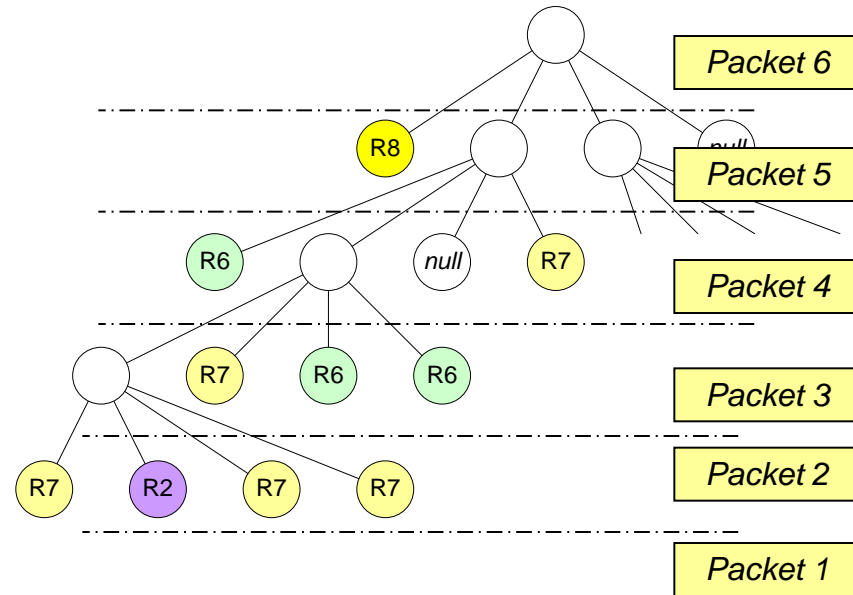 Packet 6
R8
null
Packet 5
R6
null
R7
Packet 4
R7
R6
R6
Packet 3
R7
R2
R7
R7
Packet 2
Packet 1